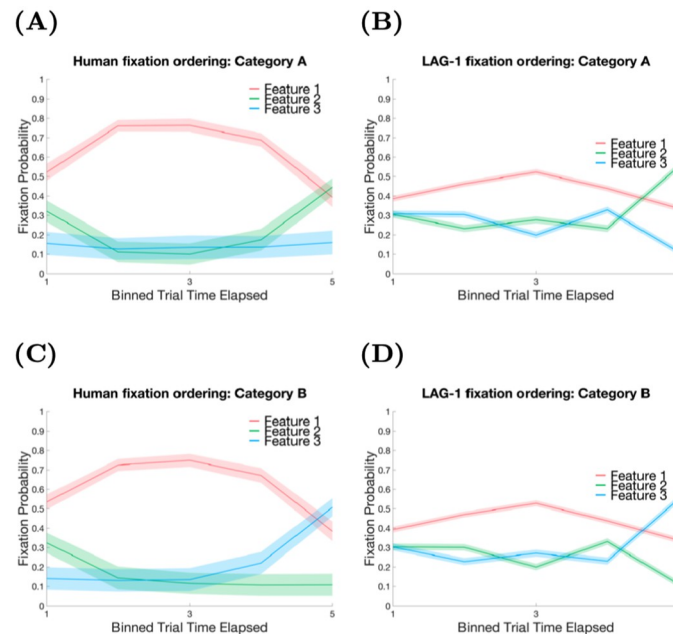 (A)
Human fixation ordering: Category A
Fixation Probability
1
0.9
0.8
0.7
0.6
0.5
0.4
0.3
0.2
0.1
0
Feature 1
Feature 2
Feature 3
1
3
5
Binned Trial Time Elapsed
(B)
LAG-1 fixation ordering: Category A
Fixation Probability
1
0.9
0.8
0.7
0.6
0.5
0.4
0.3
0.2
0.1
0
Feature 1
Feature 2
Feature 3
1
3
Binned Trial Time Elapsed
(C)
Human fixation ordering: Category B
Fixation Probability
1
0.9
0.8
0.7
0.6
0.5
0.4
0.3
0.2
0.1
0
Feature 1
Feature 2
Feature 3
1
3
5
Binned Trial Time Elapsed
(D)
LAG-1 fixation ordering: Category B
Fixation Probability
1
0.9
0.8
0.7
0.6
0.5
0.4
0.3
0.2
0.1
0
Feature 1
Feature 2
Feature 3
1
3
Binned Trial Time Elapsed